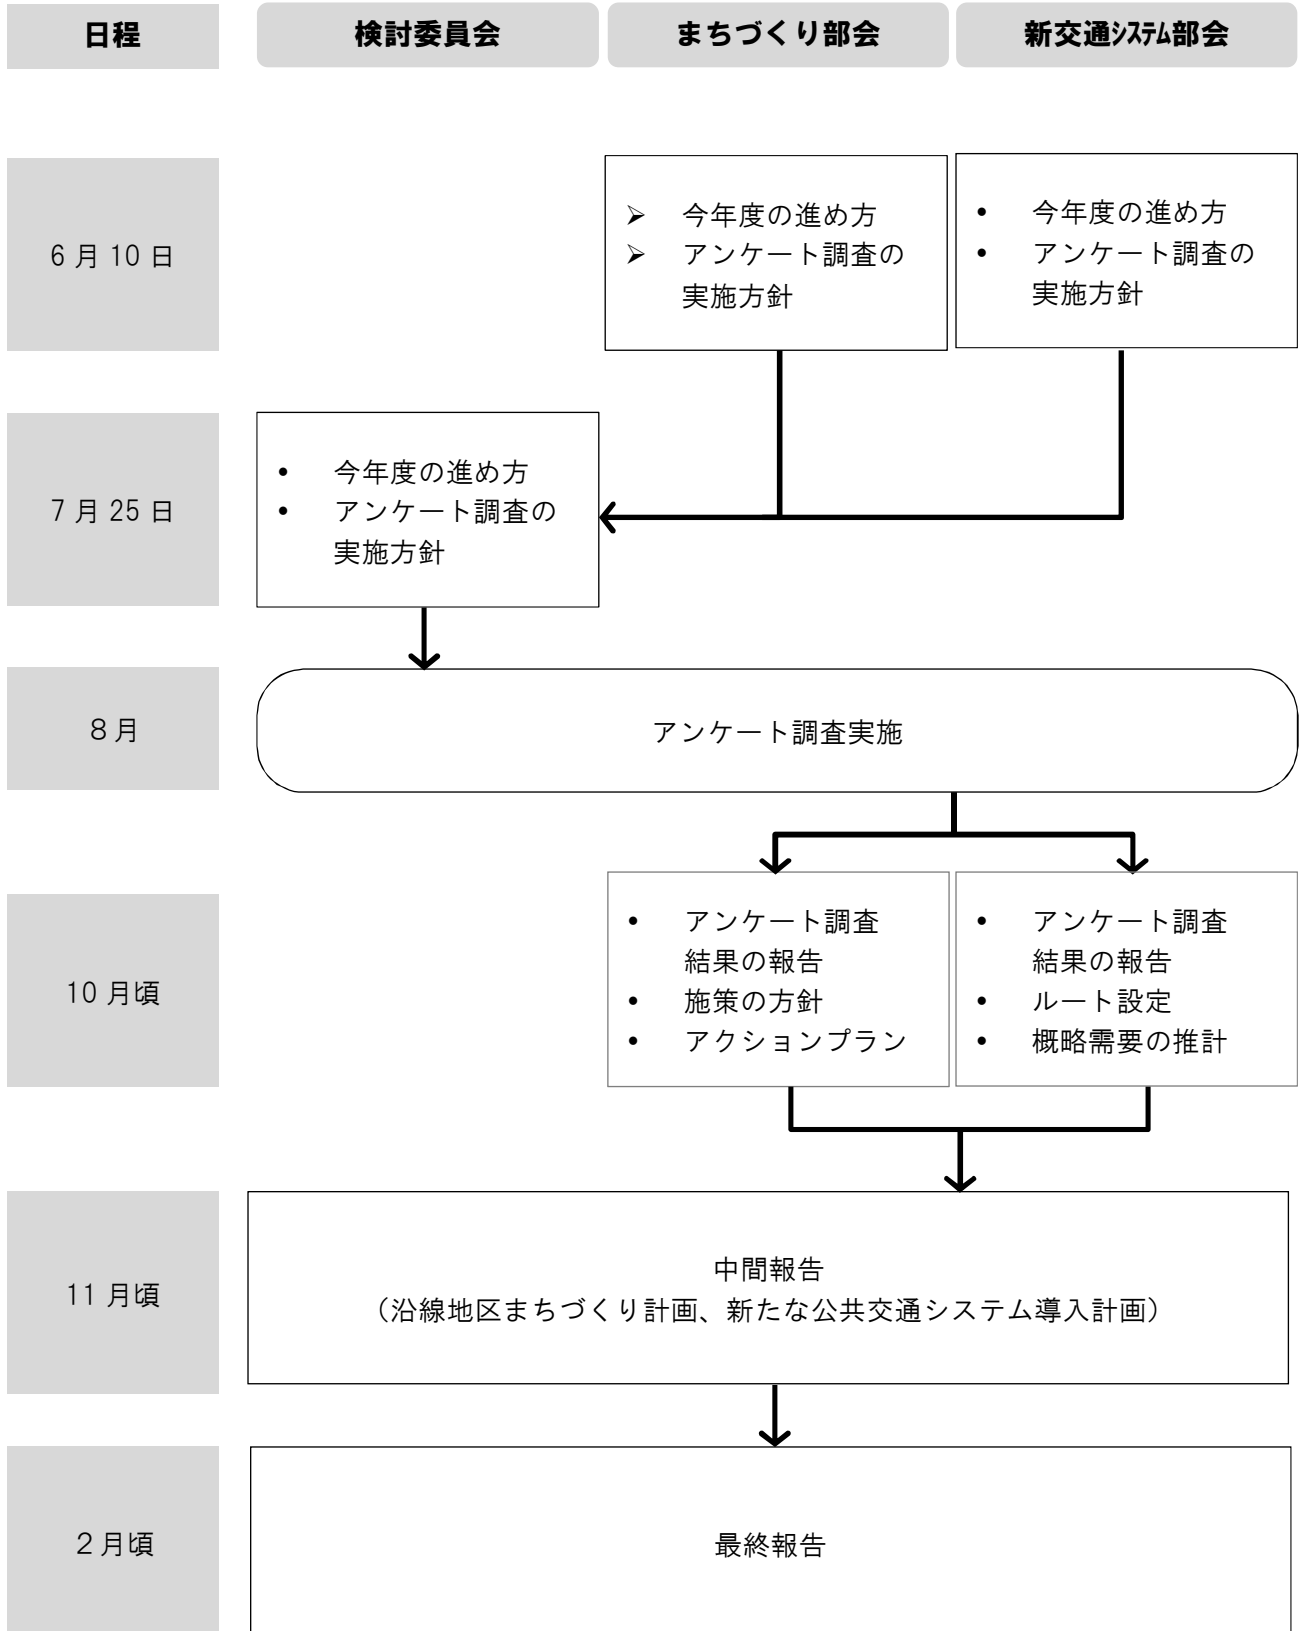 日程
検討委員会
まちづくり部会
新交通ｼｽﾃﾑ部会
6月10日
➢ 今年度の進め方
➢ アンケート調査の
実施方針
• 今年度の進め方
• アンケート調査の
実施方針
7月25日
• 今年度の進め方
• アンケート調査の
実施方針
８月
アンケート調査実施
10月頃
• アンケート調査
結果の報告
• 施策の方針
• アクションプラン
• アンケート調査
結果の報告
• ルート設定
• 概略需要の推計
11月頃
中間報告
（沿線地区まちづくり計画、新たな公共交通システム導入計画）
２月頃
最終報告